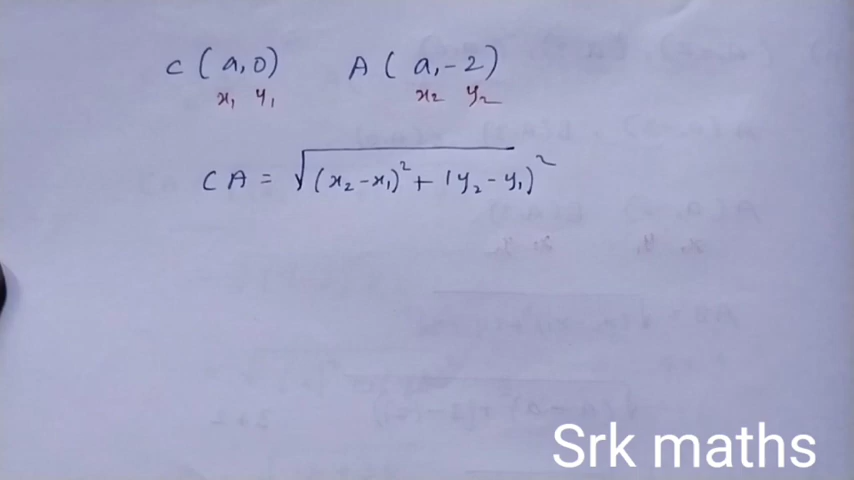 C ( a, 0)   A ( a, -2)
x₁ y₁   x₂ y₂
CA = √(x₂ - x₁)² + (y₂ - y₁)²
Srk maths